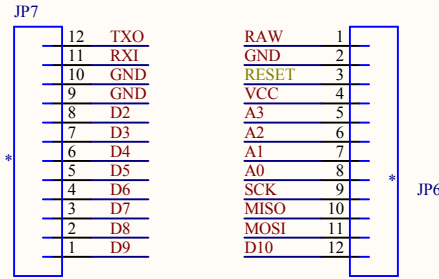 JP7
12 TXO RAW 1
11 RXI GND 2
10 GND RESET 3
9 GND VCC 4
8 D2 A3 5
7 D3 A2 6
6 D4 A1 7
* 5 D5 A0 8 *
4 D6 SCK 9 JP6
3 D7 MISO 10
2 D8 MOSI 11
1 D9 D10 12